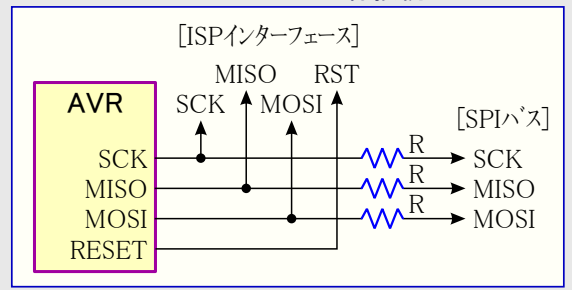 [ISPインターフェース]
MISO RST
AVR SCK MOSI
[SPIバス]
SCK R SCK
MISO R MISO
MOSI R MOSI
RESET